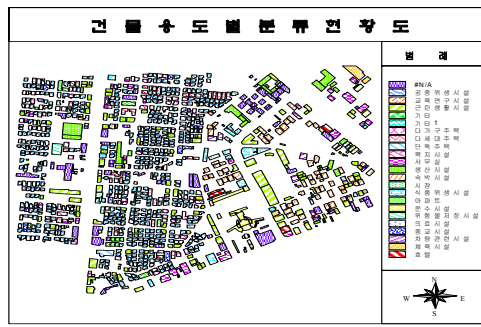 건물용도별분류현황도
범 례
#N/A
공중위생시설
교육연구시설
근린생활시설
기타
기타 1
다가구주택
다세대주택
단독주택
복지시설
사무실
생산시설
숙박시설
시장
식품위생시설
아파트
운수시설
위험물저장시설
의료시설
종교시설
차량관련시설
체육시설
호텔
N
W E
S